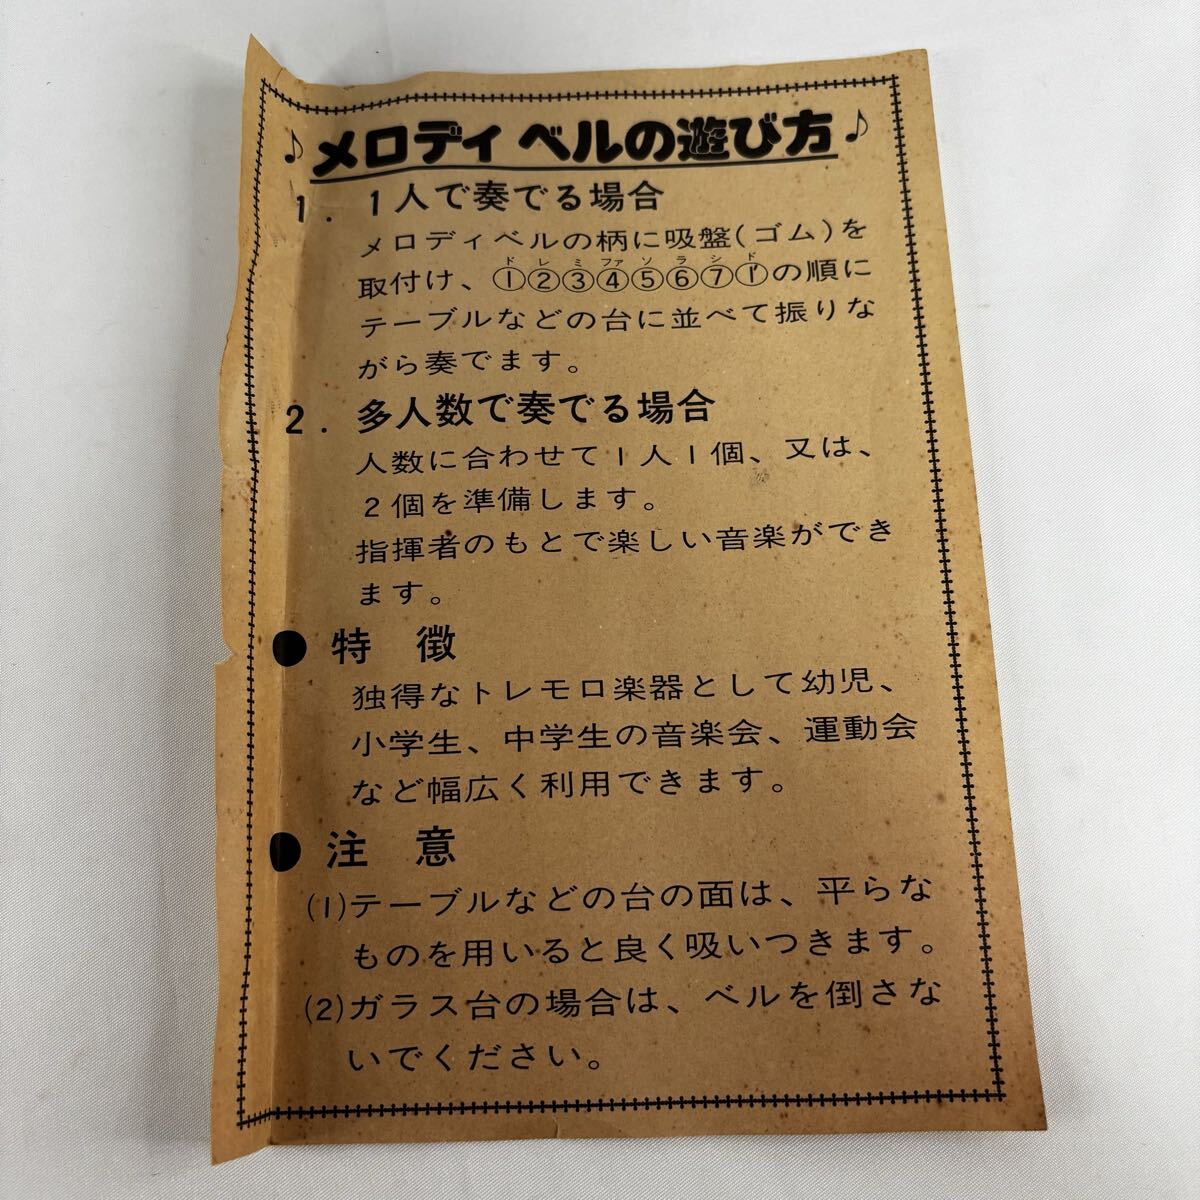 ♪メロディベルの遊び方♪
1. 1人で奏でる場合
メロディベルの柄に吸盤(ゴム)を
ド レ ミ ファ ソ ラ シ ド
取付け、①②③④⑤⑥⑦①'の順に
テーブルなどの台に並べて振りな
がら奏でます。
2. 多人数で奏でる場合
人数に合わせて1人1個、又は、
2個を準備します。
指揮者のもとで楽しい音楽ができ
ます。
●特 徴
独得なトレモロ楽器として幼児、
小学生、中学生の音楽会、運動会
など幅広く利用できます。
●注 意
(1)テーブルなどの台の面は、平らな
ものを用いると良く吸いつきます。
(2)ガラス台の場合は、ベルを倒さな
いでください。